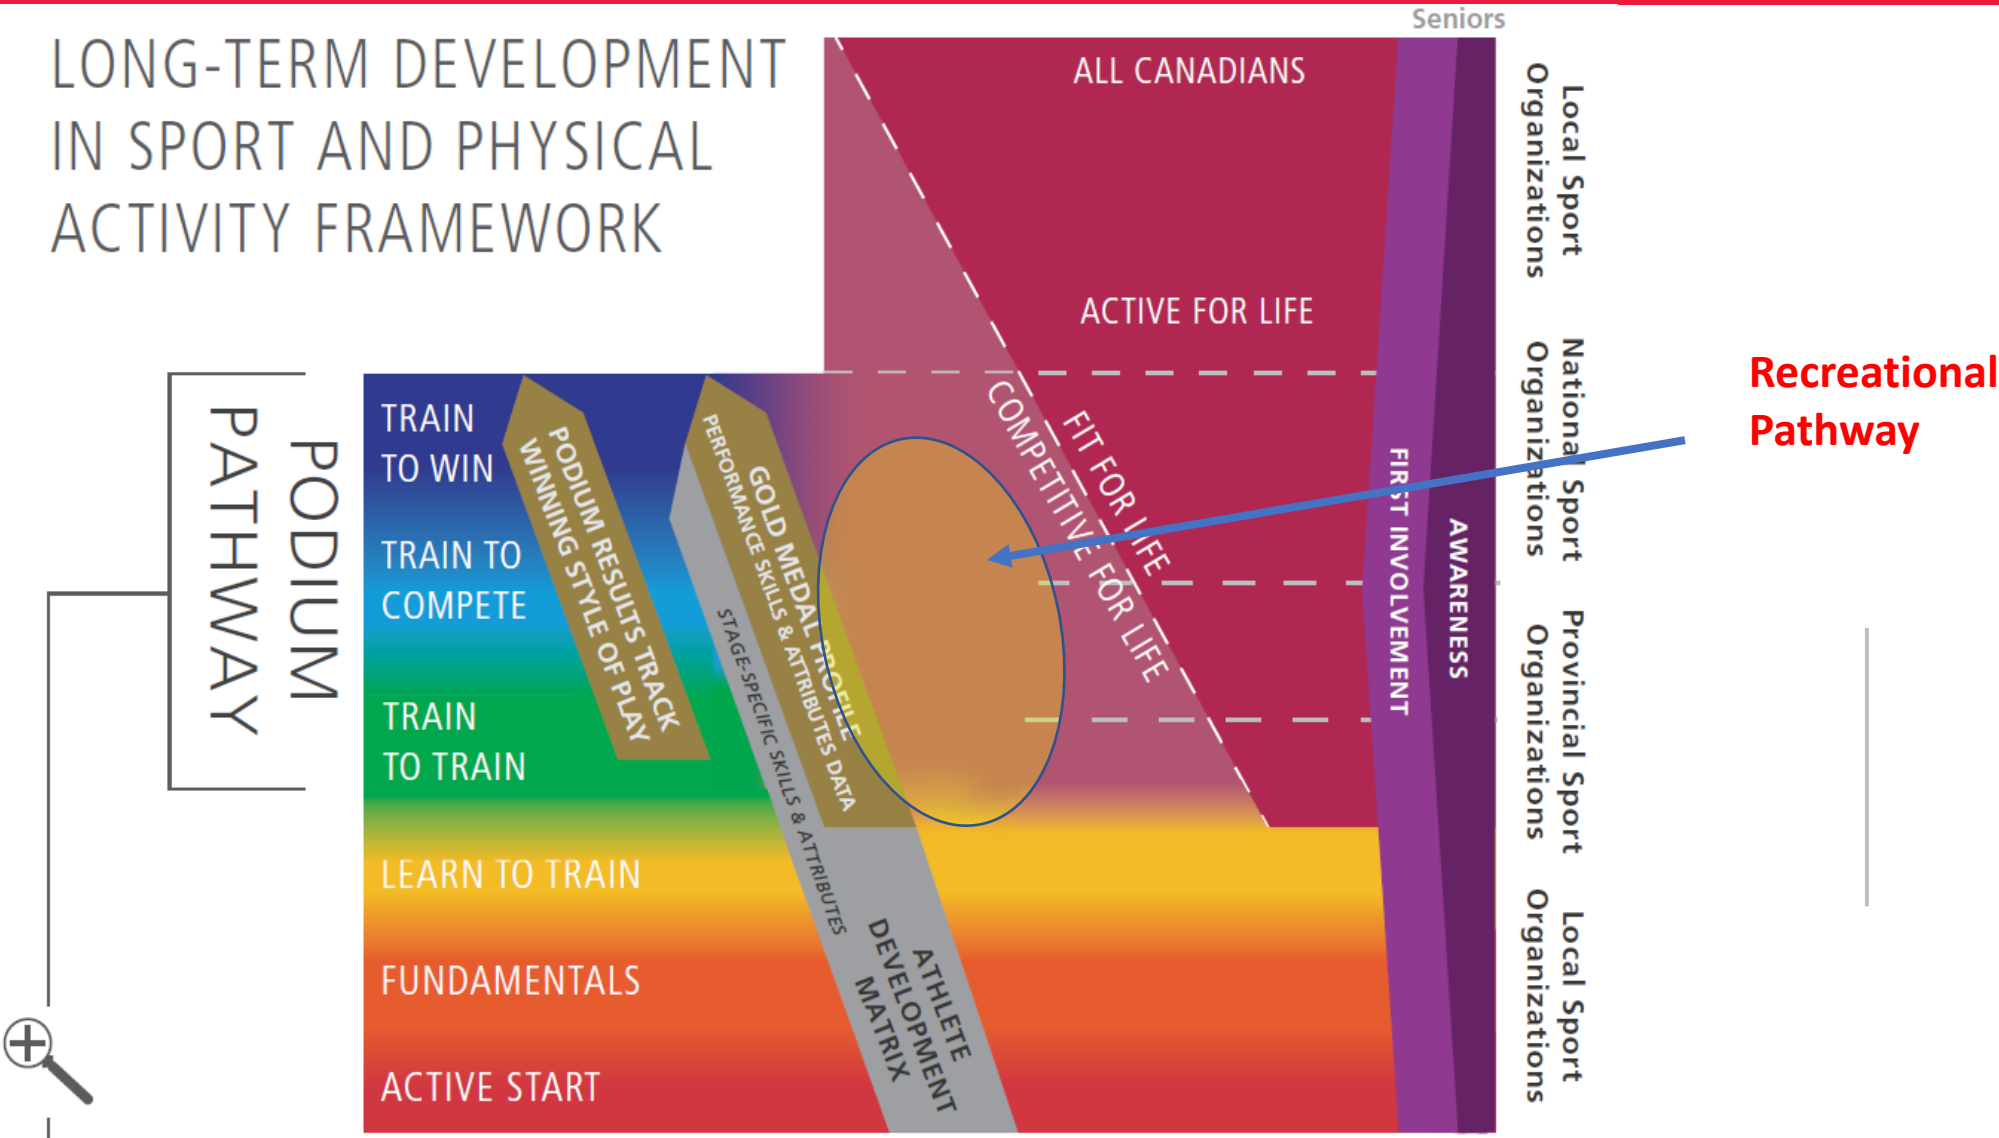 LONG-TERM DEVELOPMENT
IN SPORT AND PHYSICAL
ACTIVITY FRAMEWORK
Seniors
ALL CANADIANS
ACTIVE FOR LIFE
FIT FOR LIFE
COMPETITIVE FOR LIFE
FIRST INVOLVEMENT
AWARENESS
Local Sport
Organizations
National Sport
Organizations
Provincial Sport
Organizations
Local Sport
Organizations
Recreational
Pathway
PODIUM
PATHWAY
TRAIN
TO WIN
TRAIN TO
COMPETE
TRAIN
TO TRAIN
LEARN TO TRAIN
FUNDAMENTALS
ACTIVE START
PODIUM RESULTS TRACK
WINNING STYLE OF PLAY
GOLD MEDAL PROFILE
PERFORMANCE SKILLS & ATTRIBUTES DATA
STAGE-SPECIFIC SKILLS & ATTRIBUTES
ATHLETE
DEVELOPMENT
MATRIX